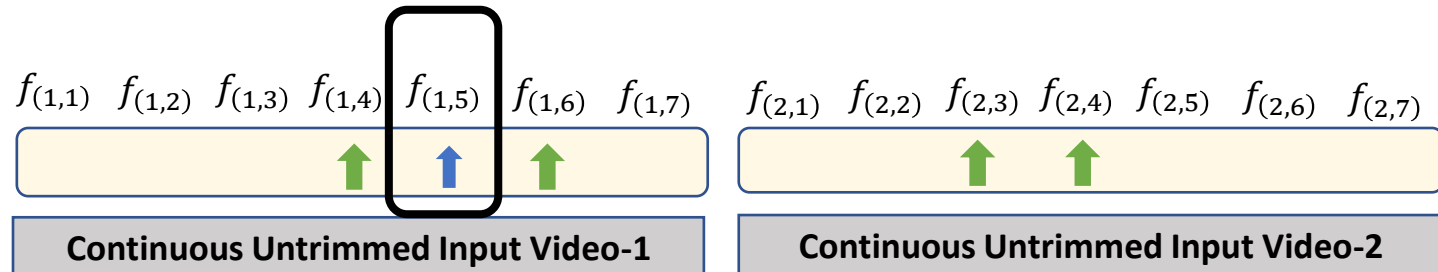 f(1,1) f(1,2) f(1,3) f(1,4) f(1,5) f(1,6) f(1,7) f(2,1) f(2,2) f(2,3) f(2,4) f(2,5) f(2,6) f(2,7)
Continuous Untrimmed Input Video-1 Continuous Untrimmed Input Video-2